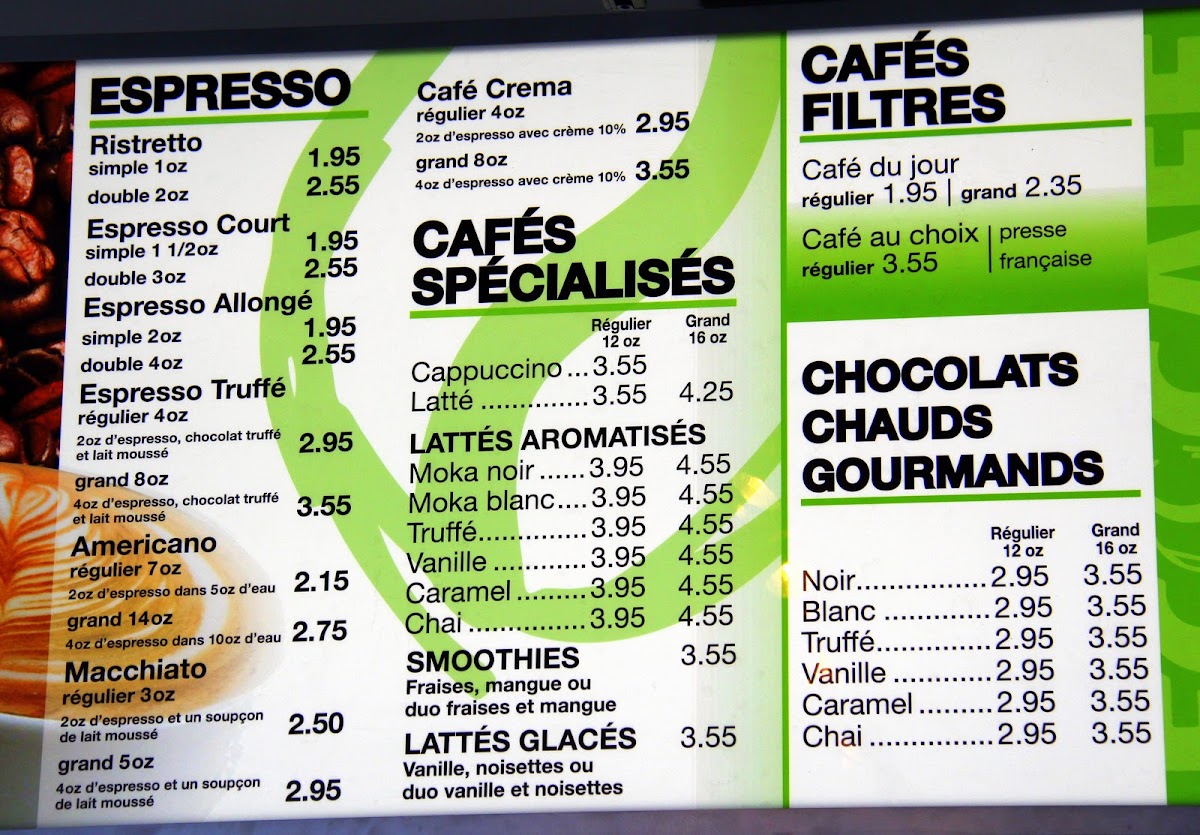 ESPRESSO
Ristretto
simple 1oz 1.95
double 2oz 2.55
Espresso Court
simple 1 1/2oz 1.95
double 3oz 2.55
Espresso Allongé
simple 2oz 1.95
double 4oz 2.55
Espresso Truffé
régulier 4oz
2oz d'espresso, chocolat truffé
et lait moussé 2.95
grand 8oz
4oz d'espresso, chocolat truffé
et lait moussé 3.55
Americano
régulier 7oz
2oz d'espresso dans 5oz d'eau 2.15
grand 14oz
4oz d'espresso dans 10oz d'eau 2.75
Macchiato
régulier 3oz
2oz d'espresso et un soupçon
de lait moussé 2.50
grand 5oz
4oz d'espresso et un soupçon
de lait moussé 2.95
Café Crema
régulier 4oz
2oz d'espresso avec crème 10% 2.95
grand 8oz
4oz d'espresso avec crème 10% 3.55
CAFÉS
SPÉCIALISÉS
Régulier Grand
12 oz 16 oz
Cappuccino ...3.55
Latté ..............3.55 4.25
LATTÉS AROMATISÉS
Moka noir ......3.95 4.55
Moka blanc....3.95 4.55
Truffé..............3.95 4.55
Vanille ............3.95 4.55
Caramel .........3.95 4.55
Chai ...............3.95 4.55
SMOOTHIES 3.55
Fraises, mangue ou
duo fraises et mangue
LATTÉS GLACÉS 3.55
Vanille, noisettes ou
duo vanille et noisettes
CAFÉS
FILTRES
Café du jour
régulier 1.95 | grand 2.35
Café au choix | presse
régulier 3.55 | française
CHOCOLATS
CHAUDS
GOURMANDS
Régulier Grand
12 oz 16 oz
Noir................2.95 3.55
Blanc .............2.95 3.55
Truffé..............2.95 3.55
Vanille ............2.95 3.55
Caramel .........2.95 3.55
Chai ...............2.95 3.55